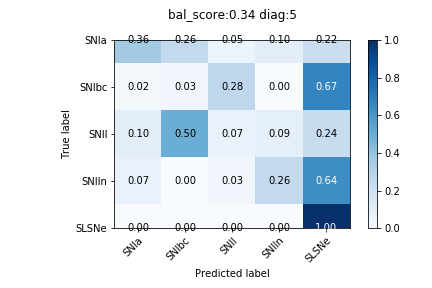 bal_score:0.34 diag:5
SNIa 0.36 0.26 0.05 0.10 0.22
SNIbc 0.02 0.03 0.28 0.00 0.67
SNII 0.10 0.50 0.07 0.09 0.24
SNIIn 0.07 0.00 0.03 0.26 0.64
SLSNe 0.00 0.00 0.00 0.00 1.00
SNIa SNIbc SNII SNIIn SLSNe
True label
Predicted label
1.0
0.8
0.6
0.4
0.2
0.0